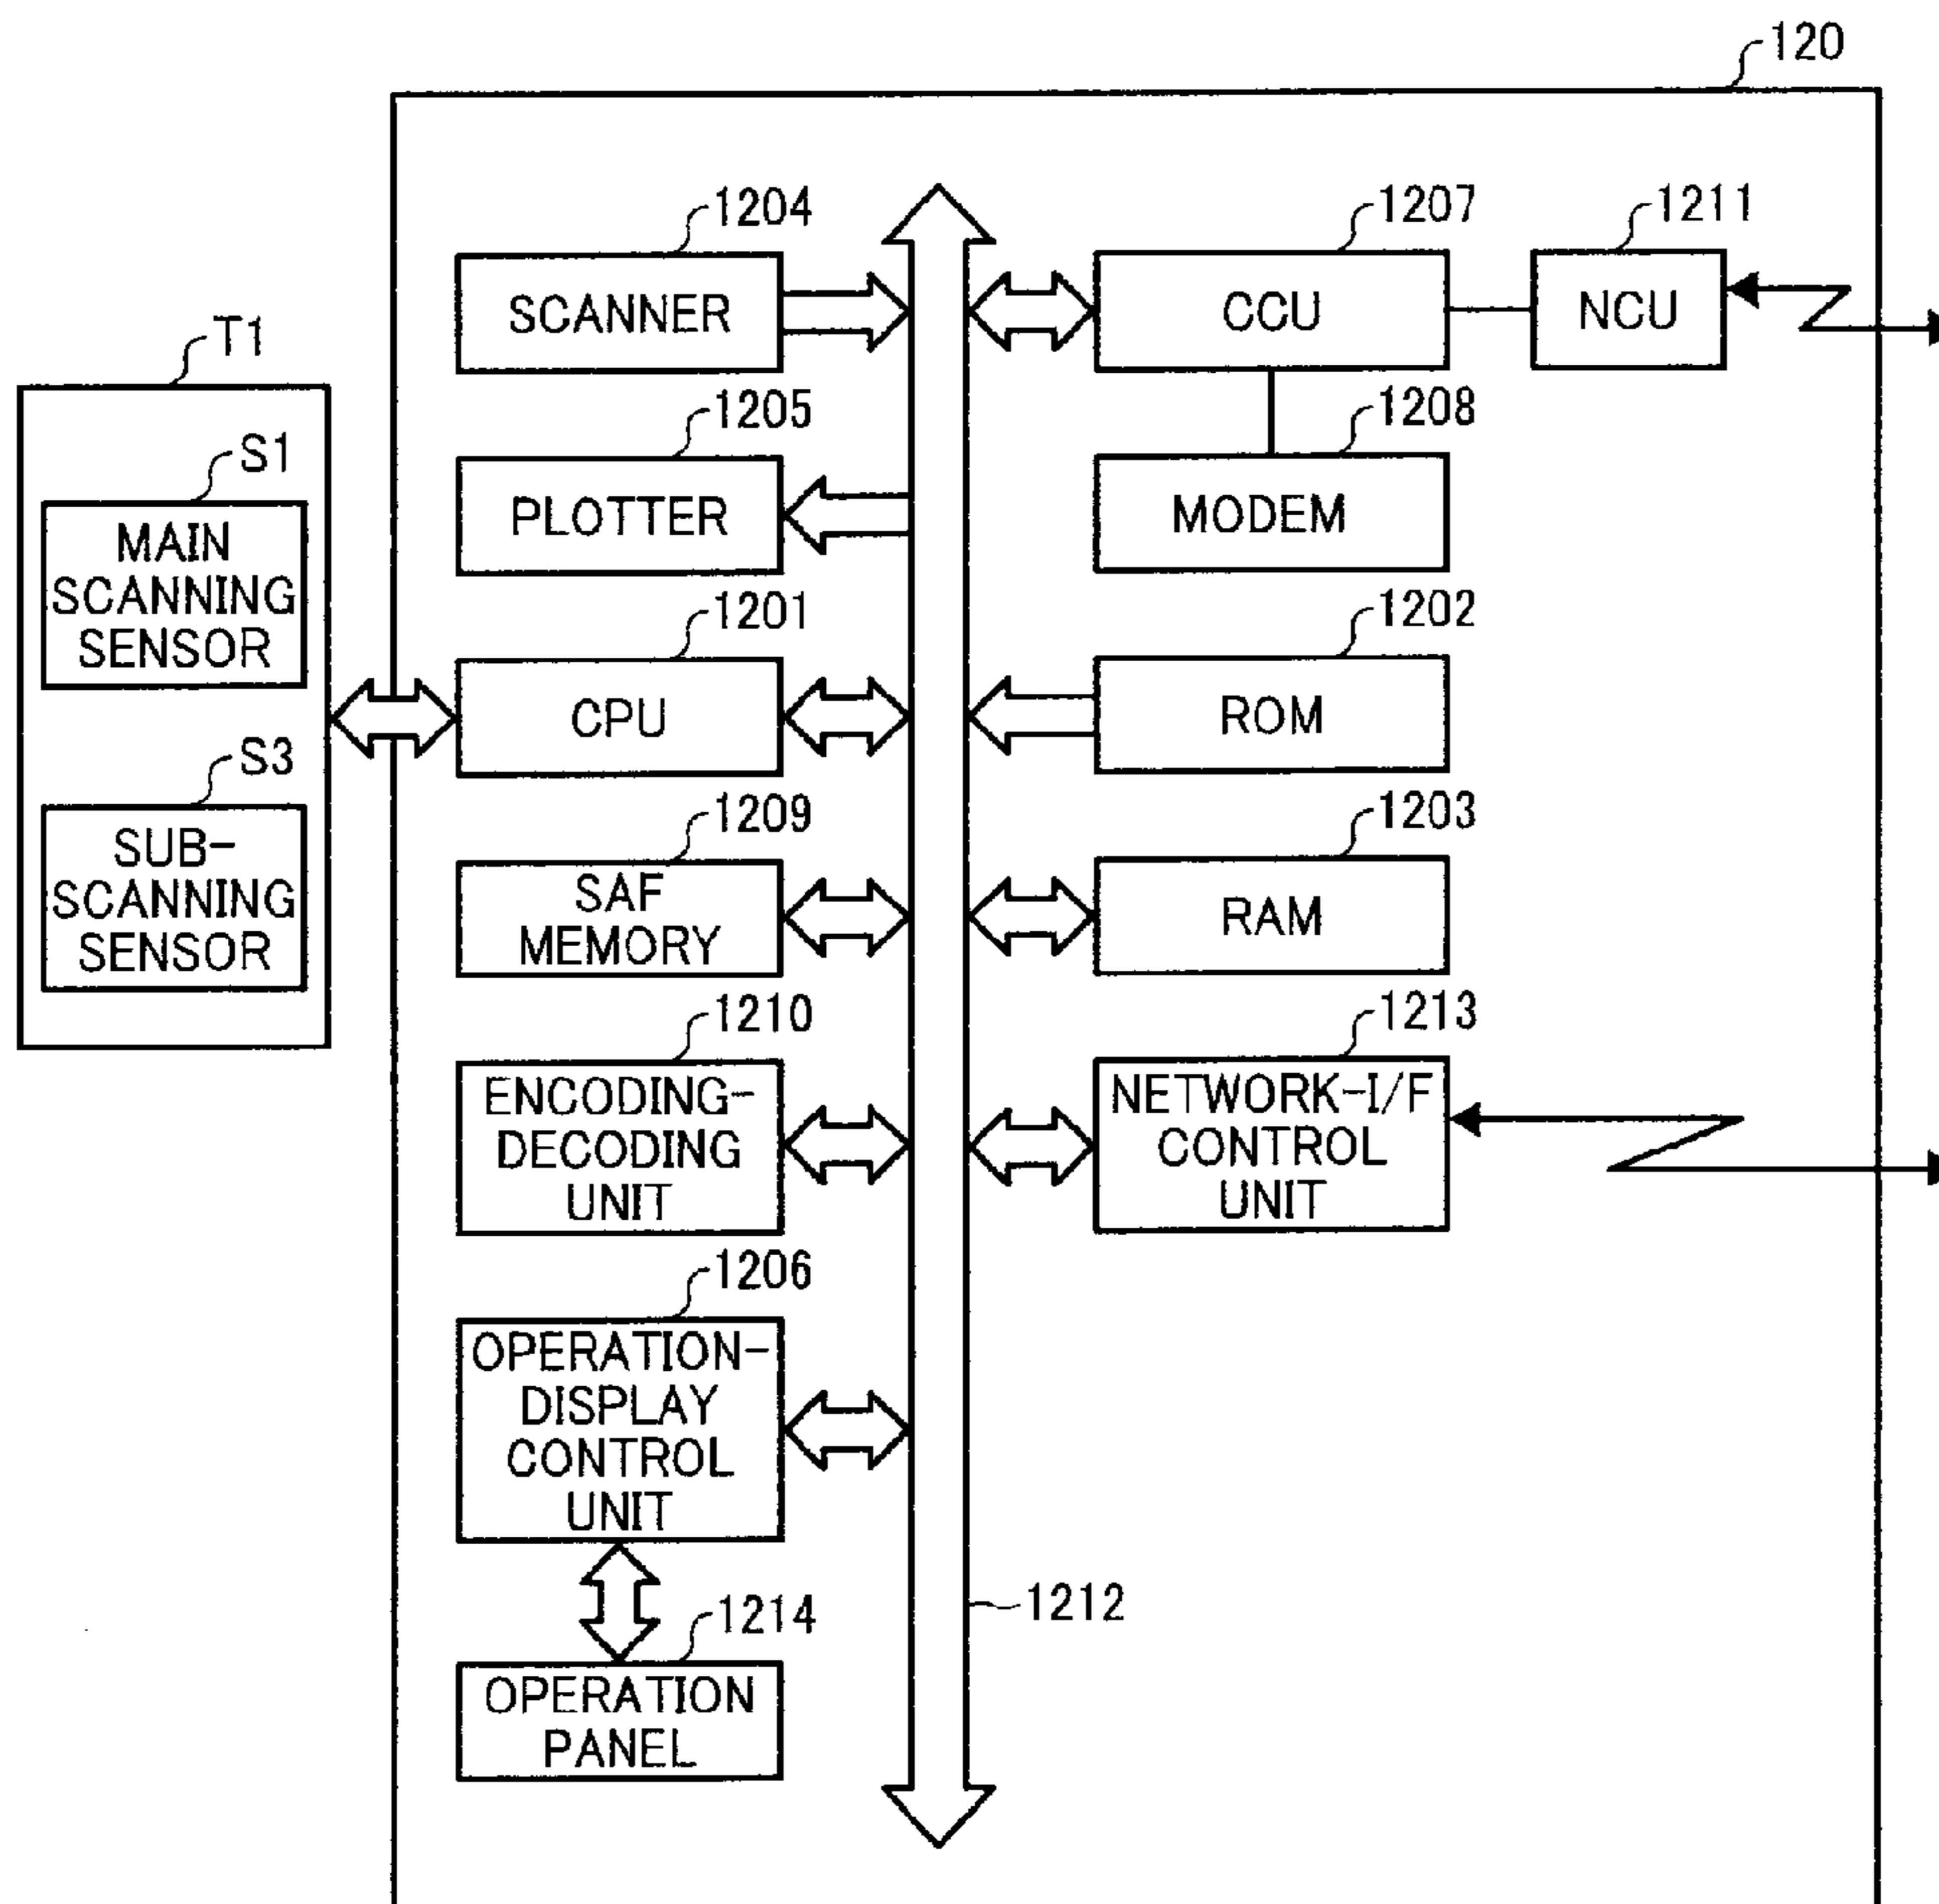 120
1204
SCANNER
1207
CCU
1211
NCU
T1
S1
MAIN
SCANNING
SENSOR
S3
SUB-
SCANNING
SENSOR
1205
PLOTTER
1208
MODEM
1201
CPU
1202
ROM
1209
SAF
MEMORY
1203
RAM
1210
ENCODING-
DECODING
UNIT
1213
NETWORK-I/F
CONTROL
UNIT
1206
OPERATION-
DISPLAY
CONTROL
UNIT
1212
1214
OPERATION
PANEL